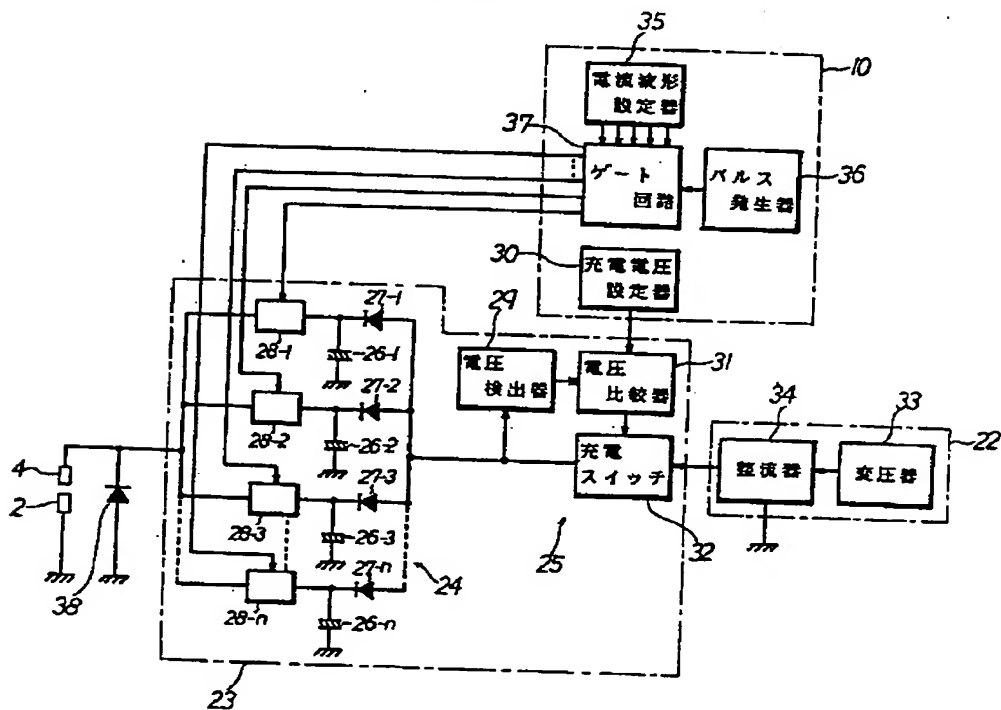 35
10
電流波形
設定器
37
ゲート
回路
パルス
発生器
36
30
充電電圧
設定器
27-1
29
28-1
26-1
電圧
検出器
電圧
比較器
31
27-2
34
33
22
28-2
26-2
充電
スイッチ
整流器
変圧器
4
2
27-3
28-3
26-3
25
32
38
27-n
24
28-n
26-n
23